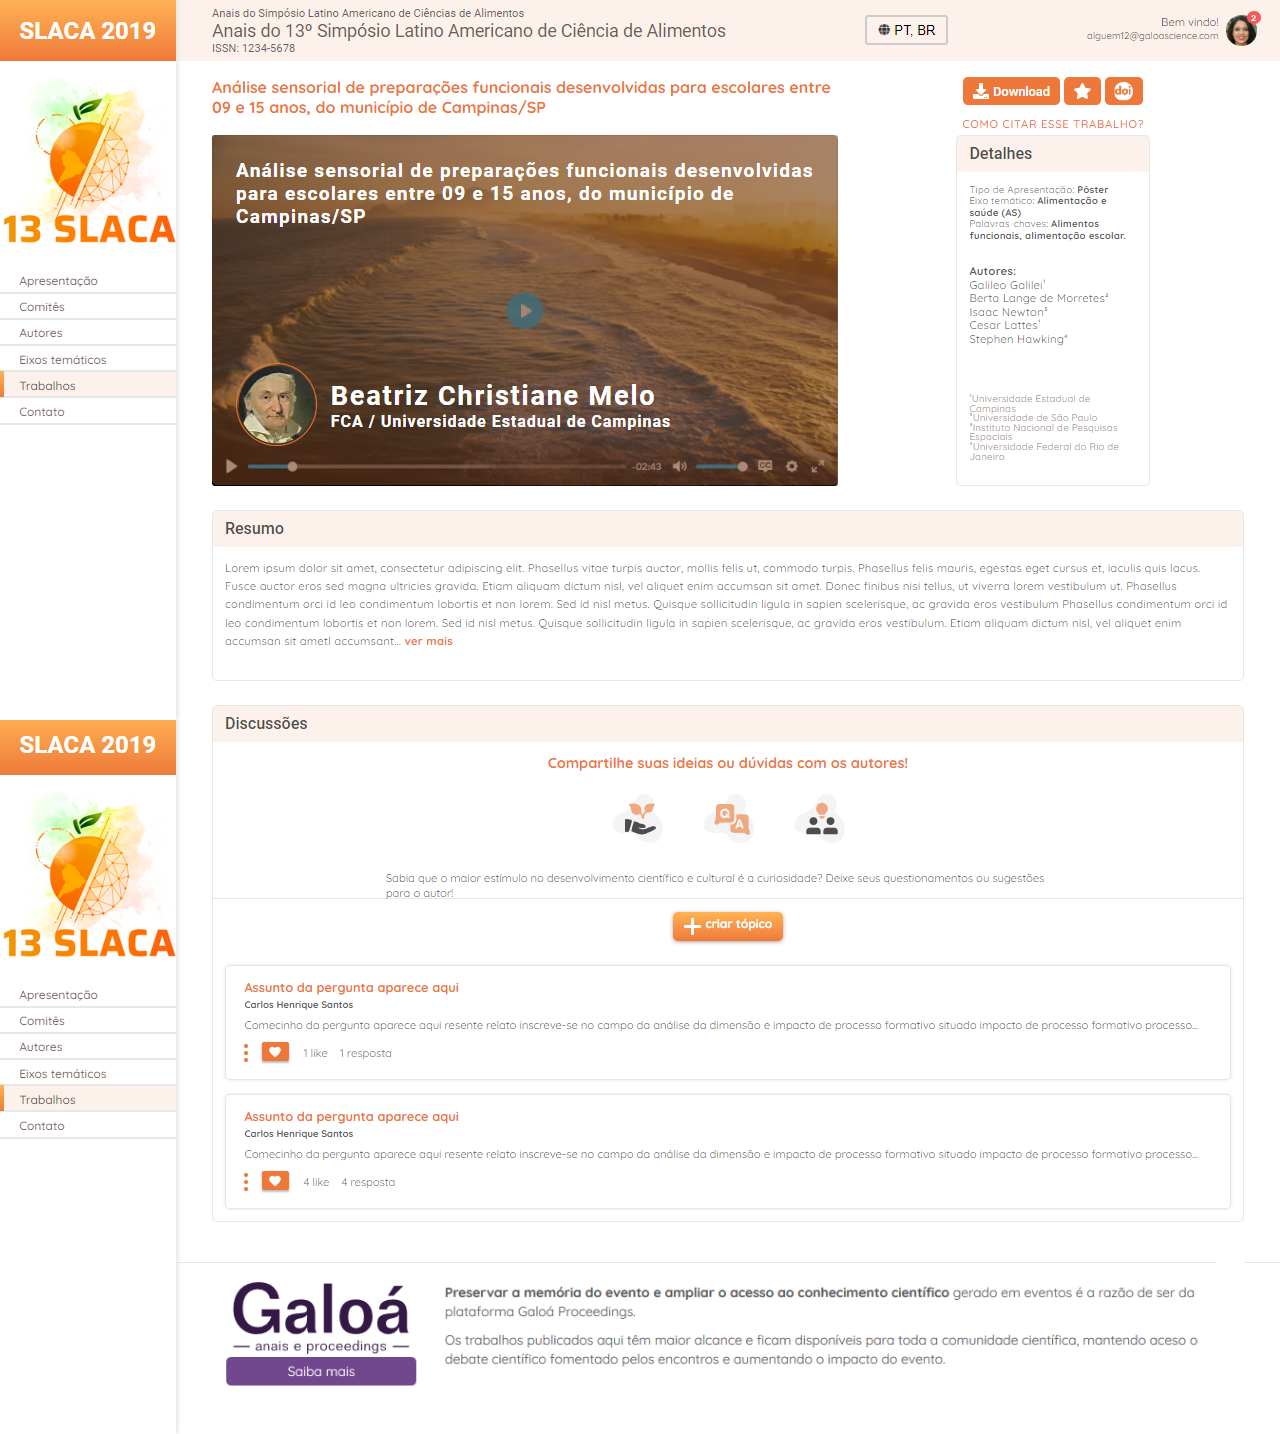 SLACA 2019
Anais do Simpósio Latino Americano de Ciências de Alimentos
Anais do 13º Simpósio Latino Americano de Ciência de Alimentos
ISSN: 1234-5678
PT, BR
Bem vindo!
alguem12@galoascience.com
2
13 SLACA
Apresentação
Comitês
Autores
Eixos temáticos
Trabalhos
Contato
Análise sensorial de preparações funcionais desenvolvidas para escolares entre
09 e 15 anos, do município de Campinas/SP
Download
doi
COMO CITAR ESSE TRABALHO?
Análise sensorial de preparações funcionais desenvolvidas
para escolares entre 09 e 15 anos, do município de
Campinas/SP
Beatriz Christiane Melo
FCA / Universidade Estadual de Campinas
-02:43
CC
Detalhes
Tipo de Apresentação: Pôster
Eixo temático: Alimentação e
saúde (AS)
Palavras chaves: Alimentos
funcionais, alimentação escolar.
Autores:
Galileo Galilei¹
Berta Lange de Morretes²
Isaac Newton³
Cesar Lattes¹
Stephen Hawking⁴
¹Universidade Estadual de
Campinas
²Universidade de São Paulo
³Instituto Nacional de Pesquisas
Espaciais
⁴Universidade Federal do Rio de
Janeiro
Resumo
Lorem ipsum dolor sit amet, consectetur adipiscing elit. Phasellus vitae turpis auctor, mollis felis ut, commodo turpis. Phasellus felis mauris, egestas eget cursus et, iaculis quis lacus.
Fusce auctor eros sed magna ultricies gravida. Etiam aliquam dictum nisl, vel aliquet enim accumsan sit amet. Donec finibus nisi tellus, ut viverra lorem vestibulum ut. Phasellus
condimentum orci id leo condimentum lobortis et non lorem. Sed id nisl metus. Quisque sollicitudin ligula in sapien scelerisque, ac gravida eros vestibulum Phasellus condimentum orci id
leo condimentum lobortis et non lorem. Sed id nisl metus. Quisque sollicitudin ligula in sapien scelerisque, ac gravida eros vestibulum. Etiam aliquam dictum nisl, vel aliquet enim
accumsan sit ametl accumsant... ver mais
SLACA 2019
13 SLACA
Apresentação
Comitês
Autores
Eixos temáticos
Trabalhos
Contato
Discussões
Compartilhe suas ideias ou dúvidas com os autores!
Q
A
Sabia que o maior estímulo no desenvolvimento científico e cultural é a curiosidade? Deixe seus questionamentos ou sugestões
para o autor!
criar tópico
Assunto da pergunta aparece aqui
Carlos Henrique Santos
Comecinho da pergunta aparece aqui resente relato inscreve-se no campo da análise da dimensão e impacto de processo formativo situado impacto de processo formativo processo...
1 like 1 resposta
Assunto da pergunta aparece aqui
Carlos Henrique Santos
Comecinho da pergunta aparece aqui resente relato inscreve-se no campo da análise da dimensão e impacto de processo formativo situado impacto de processo formativo processo...
4 like 4 resposta
Galoá
anais e proceedings
Saiba mais
Preservar a memória do evento e ampliar o acesso ao conhecimento científico gerado em eventos é a razão de ser da
plataforma Galoá Proceedings.
Os trabalhos publicados aqui têm maior alcance e ficam disponíveis para toda a comunidade científica, mantendo aceso o
debate científico fomentado pelos encontros e aumentando o impacto do evento.